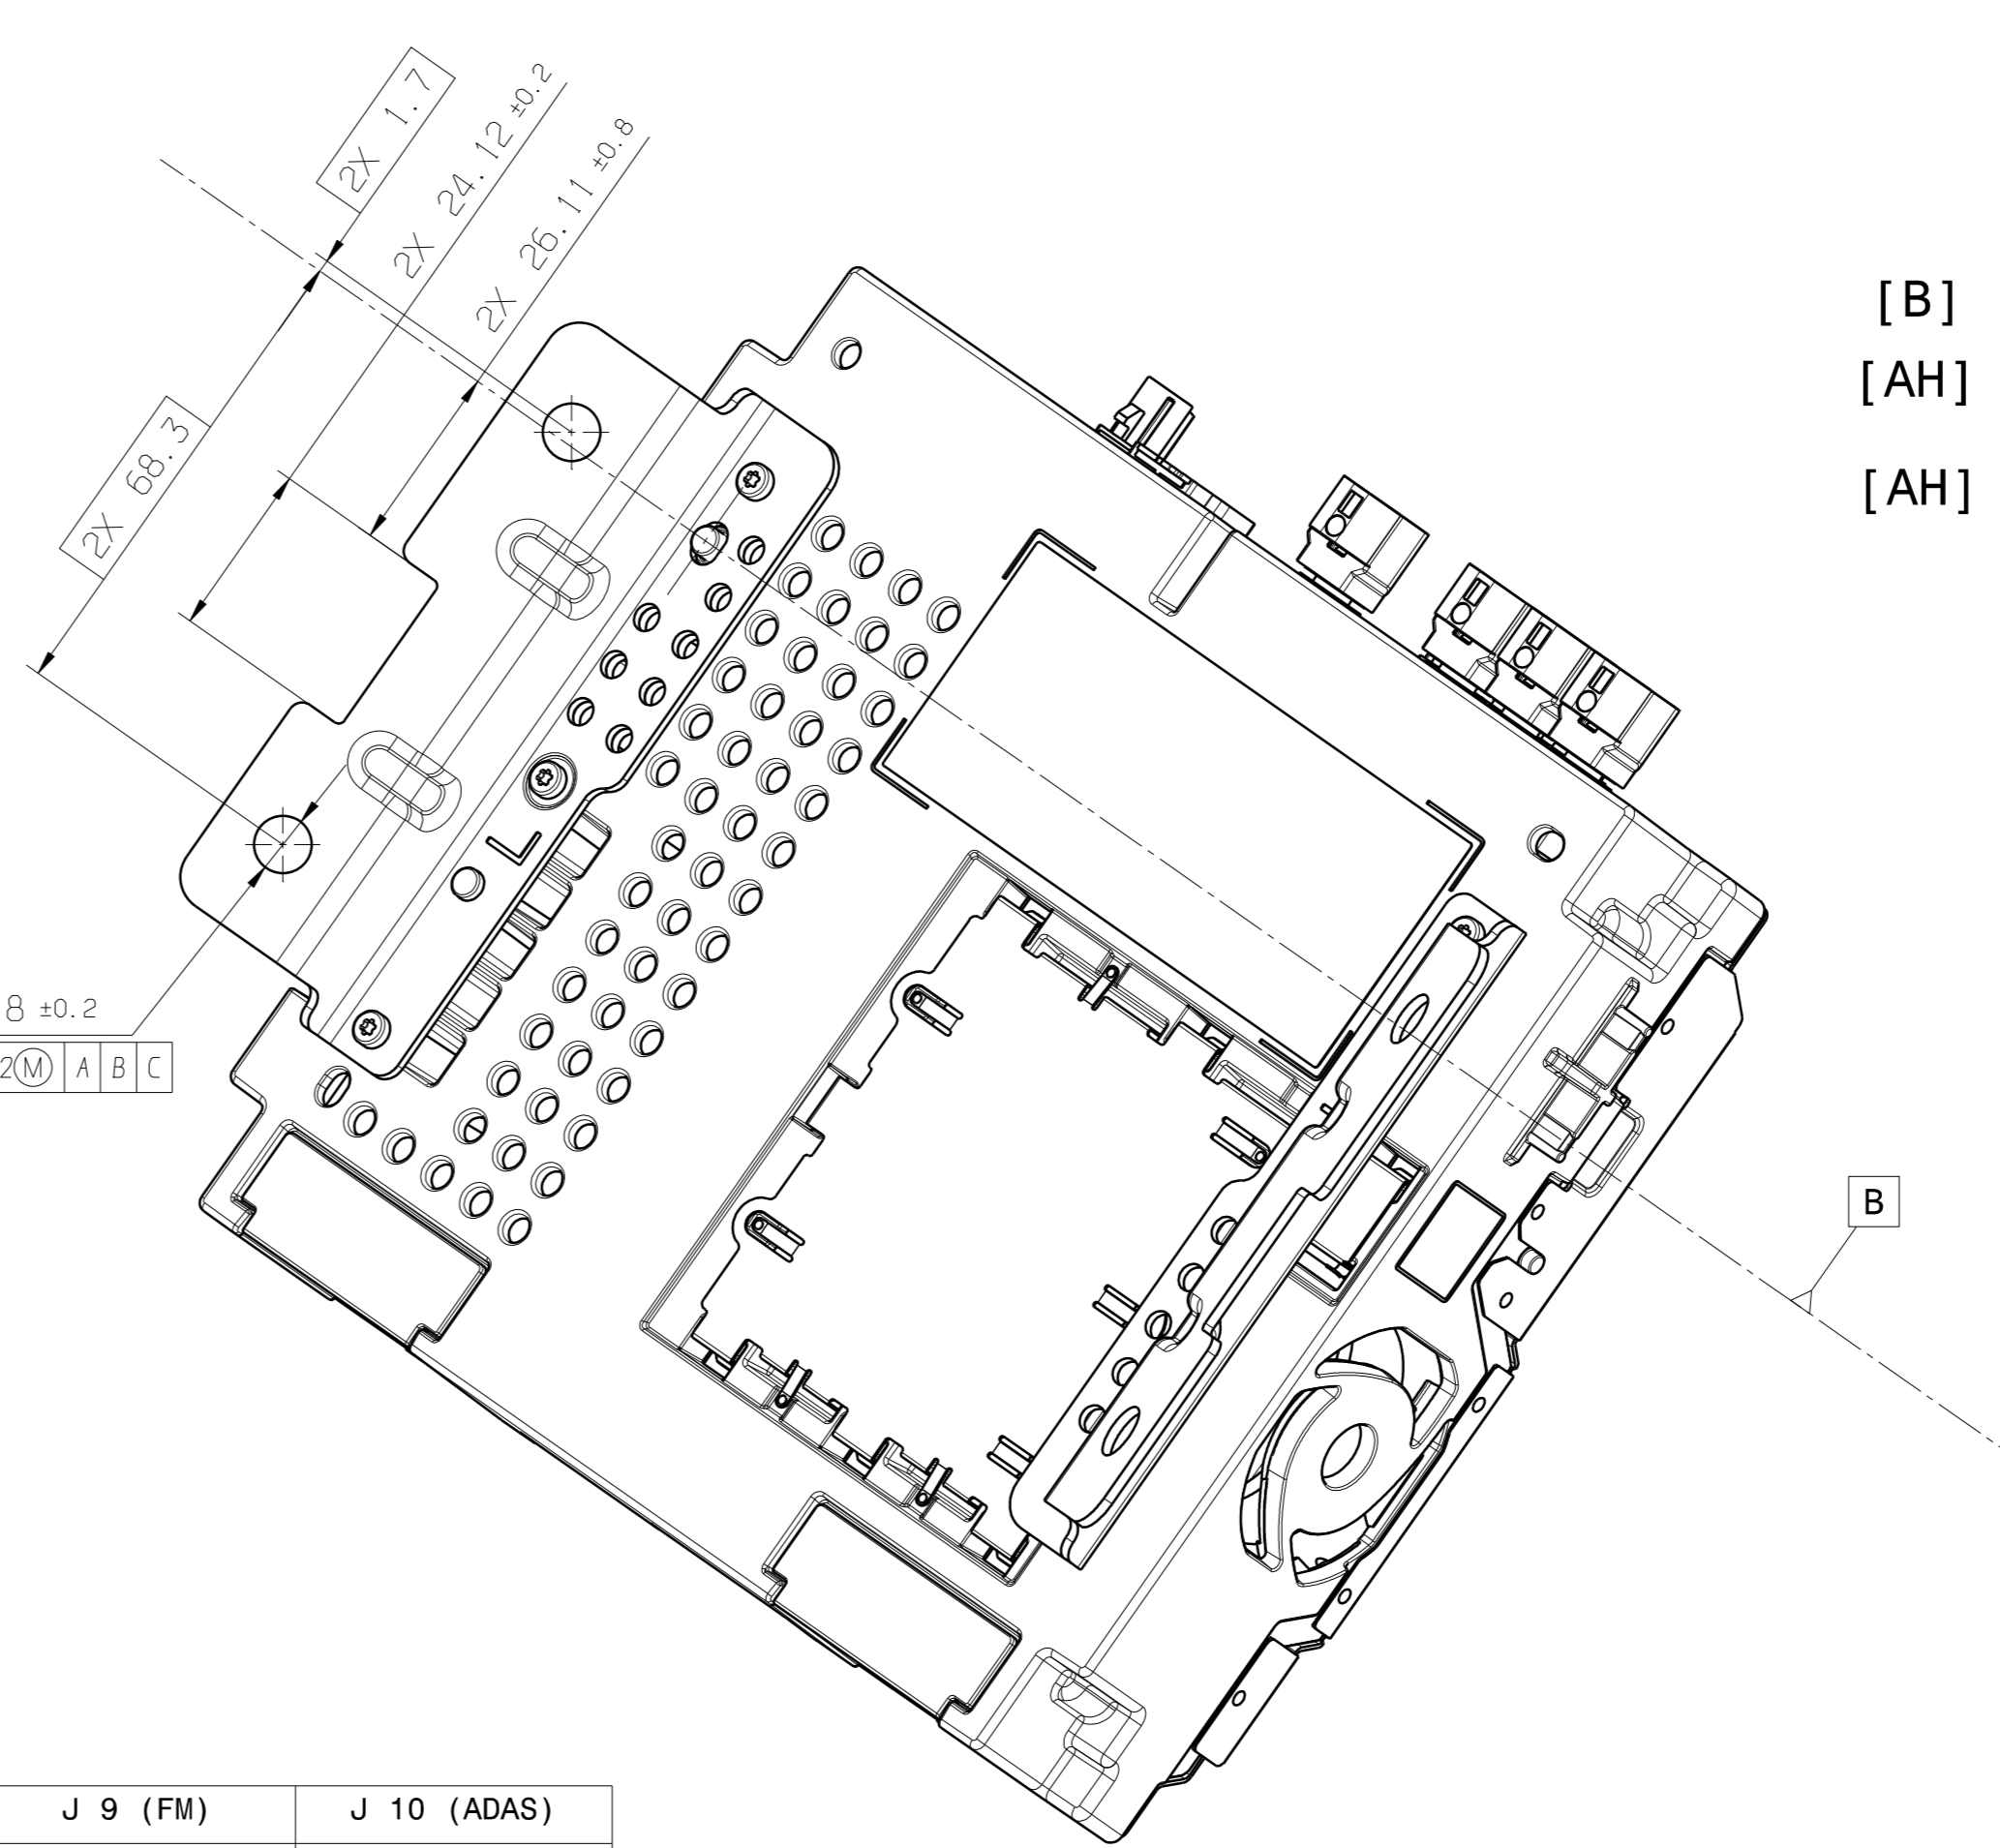 2X 1.7
2X 24.12 ±0.2
2X 26.11 ±0.8
[B]
[AH]
2X 68.3
[AH]
8 ±0.2
2Ⓜ A B C
B
J 9 (FM) J 10 (ADAS)